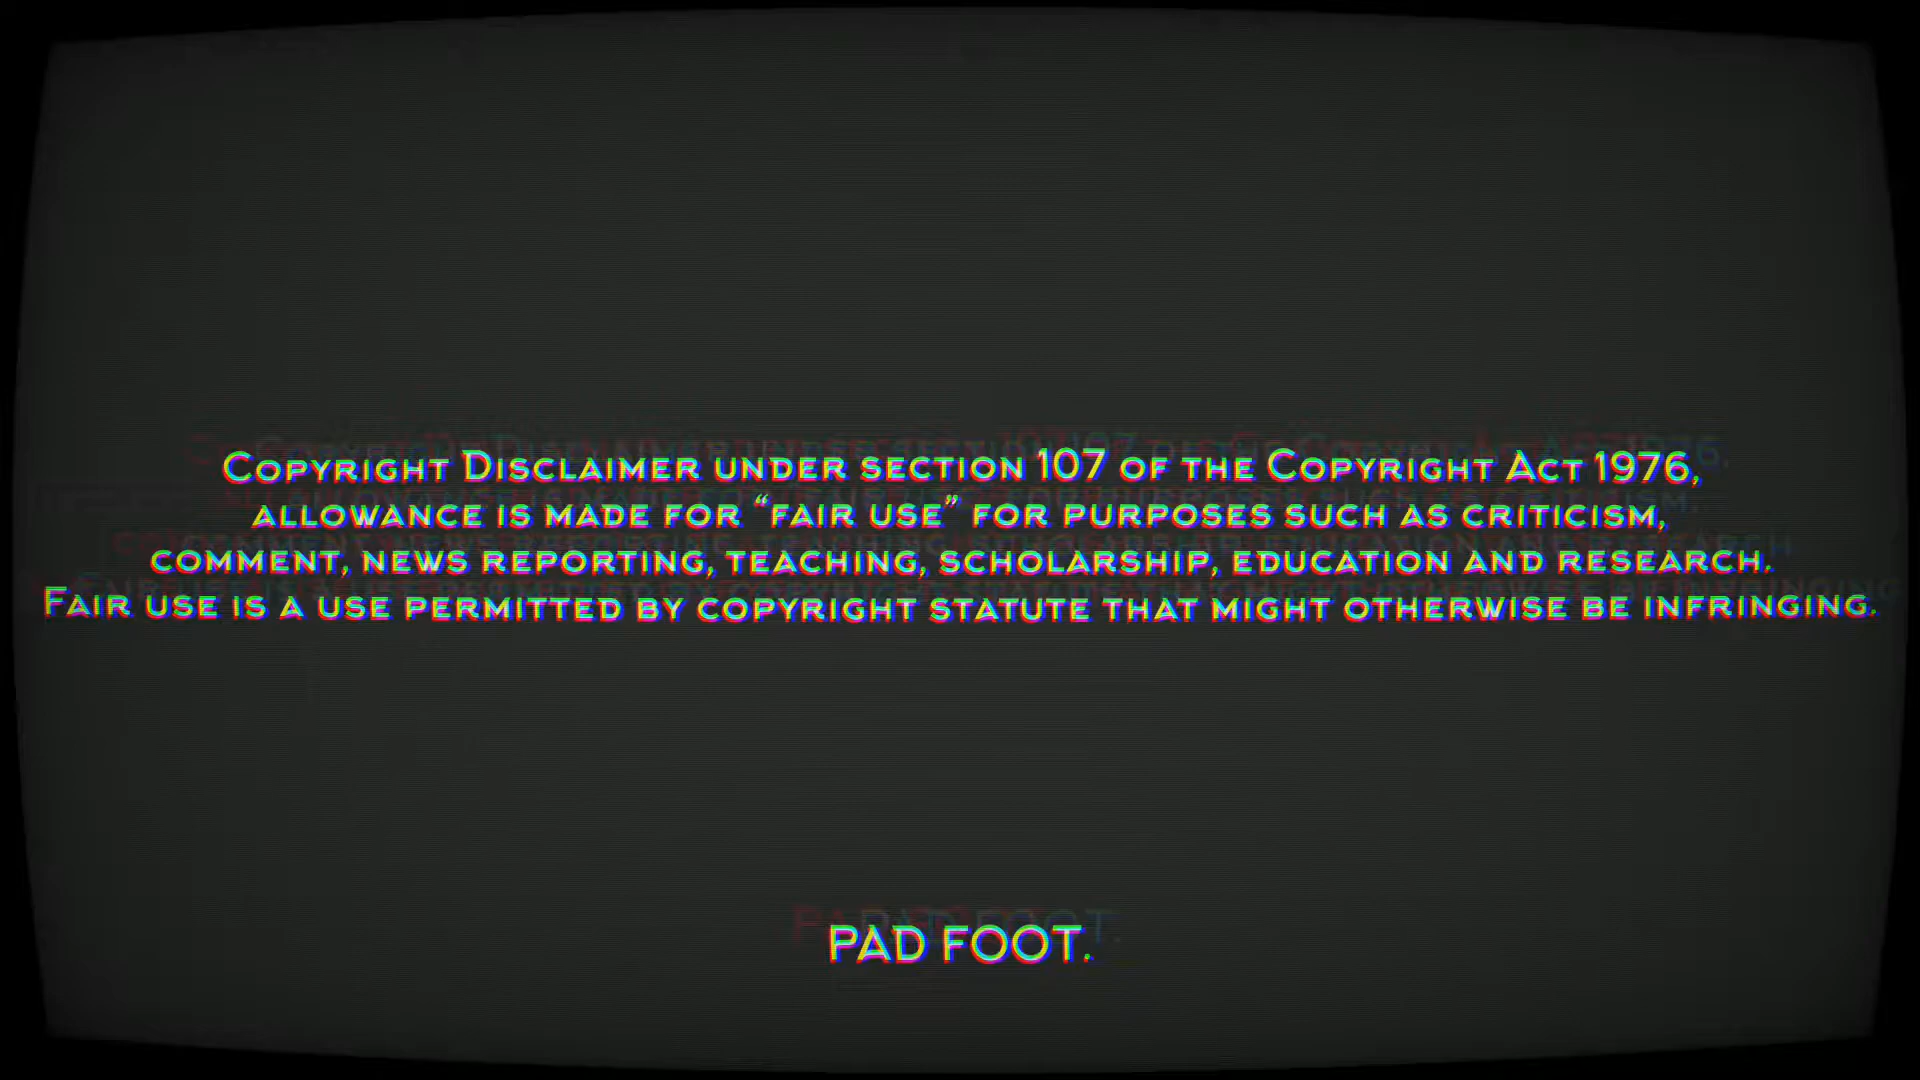 Copyright Disclaimer under section 107 of the Copyright Act 1976,
allowance is made for “fair use” for purposes such as criticism,
comment, news reporting, teaching, scholarship, education and research.
Fair use is a use permitted by copyright statute that might otherwise be infringing.
PAD FOOT.